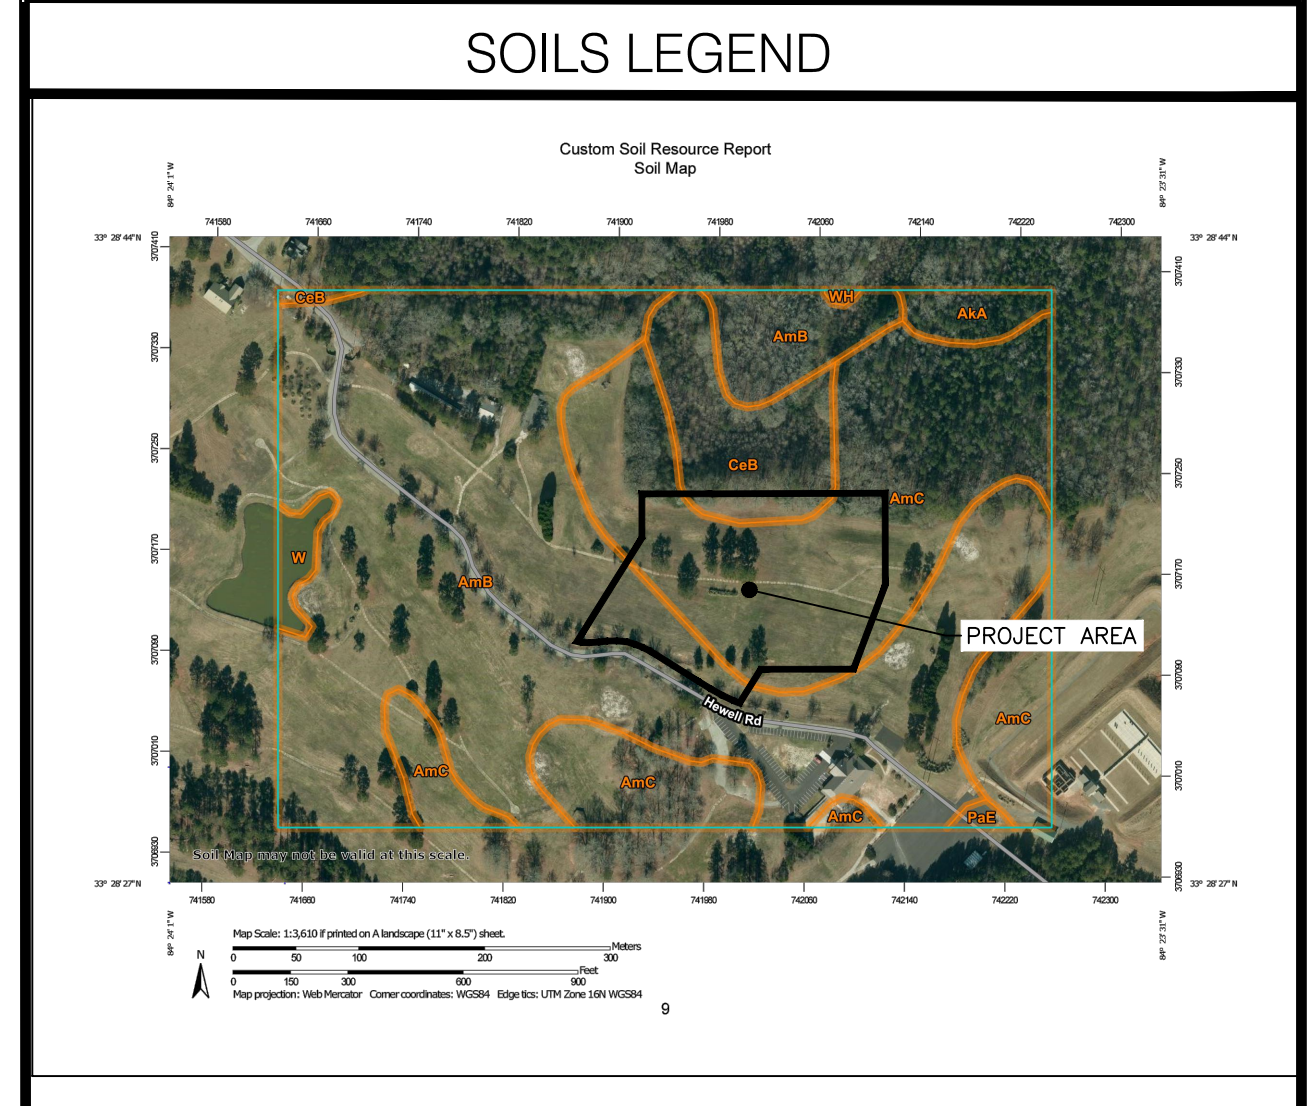 SOILS LEGEND
Custom Soil Resource Report
Soil Map
84° 24' 1" W
84° 23' 31" W
741580 741660 741740 741820 741900 741980 742060 742140 742220 742300
33° 28' 44" N
33° 28' 44" N
3707410
3707410
CeB
WH
AkA
AmB
3707330
3707330
3707250
3707250
CeB
AmC
W
3707170
3707170
AmB
PROJECT AREA
3707090
3707090
Hewell Rd
AmC
AmC
AmC
3707010
3707010
AmC
PaE
Soil Map may not be valid at this scale.
3706930
3706930
33° 28' 27" N
33° 28' 27" N
741580 741660 741740 741820 741900 741980 742060 742140 742220 742300
84° 24' 1" W
84° 23' 31" W
Map Scale: 1:3,610 if printed on A landscape (11" x 8.5") sheet.
N
Meters
0 50 100 200 300
Feet
0 150 300 600 900
Map projection: Web Mercator Corner coordinates: WGS84 Edge tics: UTM Zone 16N WGS84
9